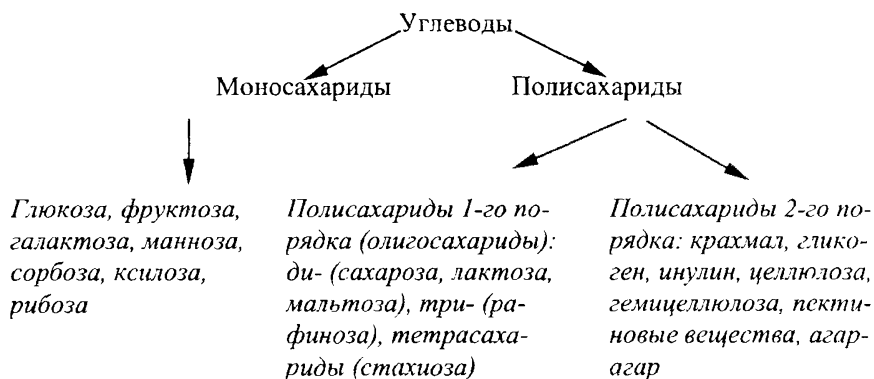 Углеводы
Моносахариды
Полисахариды
Глюкоза, фруктоза,
галактоза, манноза,
сорбоза, ксилоза,
рибоза
Полисахариды 1-го по-
рядка (олигосахариды):
ди- (сахароза, лактоза,
мальтоза), три- (ра-
финоза), тетрасаха-
риды (стахиоза)
Полисахариды 2-го по-
рядка: крахмал, глико-
ген, инулин, целлюлоза,
гемицеллюлоза, пекти-
новые вещества, агар-
агар